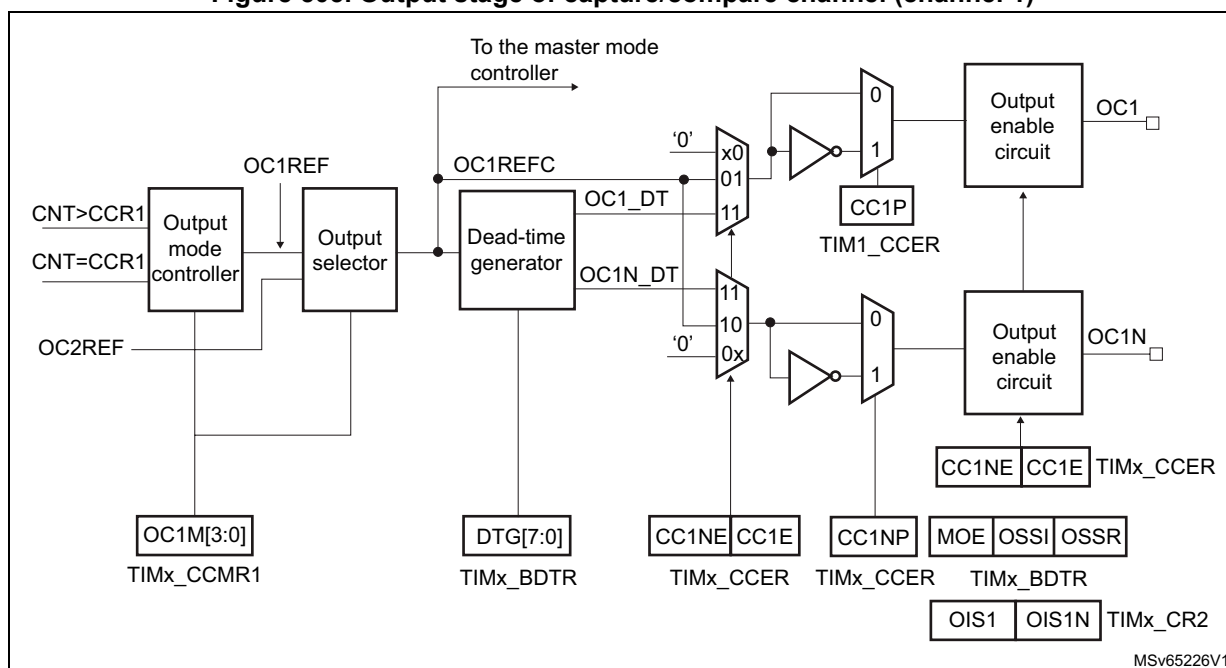 Figure 605. Output stage of capture/compare channel (channel 1)
To the master mode
controller
OC1REF
OC1REFC
CNT>CCR1
CNT=CCR1
OC2REF
Output
mode
controller
Output
selector
Dead-time
generator
OC1_DT
OC1N_DT
'0'
x0
01
11
11
10
0x
'0'
0
1
CC1P
TIM1_CCER
0
1
Output
enable
circuit
OC1
Output
enable
circuit
OC1N
CC1NE CC1E TIMx_CCER
OC1M[3:0]
TIMx_CCMR1
DTG[7:0]
TIMx_BDTR
CC1NE CC1E
TIMx_CCER
CC1NP
TIMx_CCER
MOE OSSI OSSR
TIMx_BDTR
OIS1 OIS1N TIMx_CR2
MSv65226V1